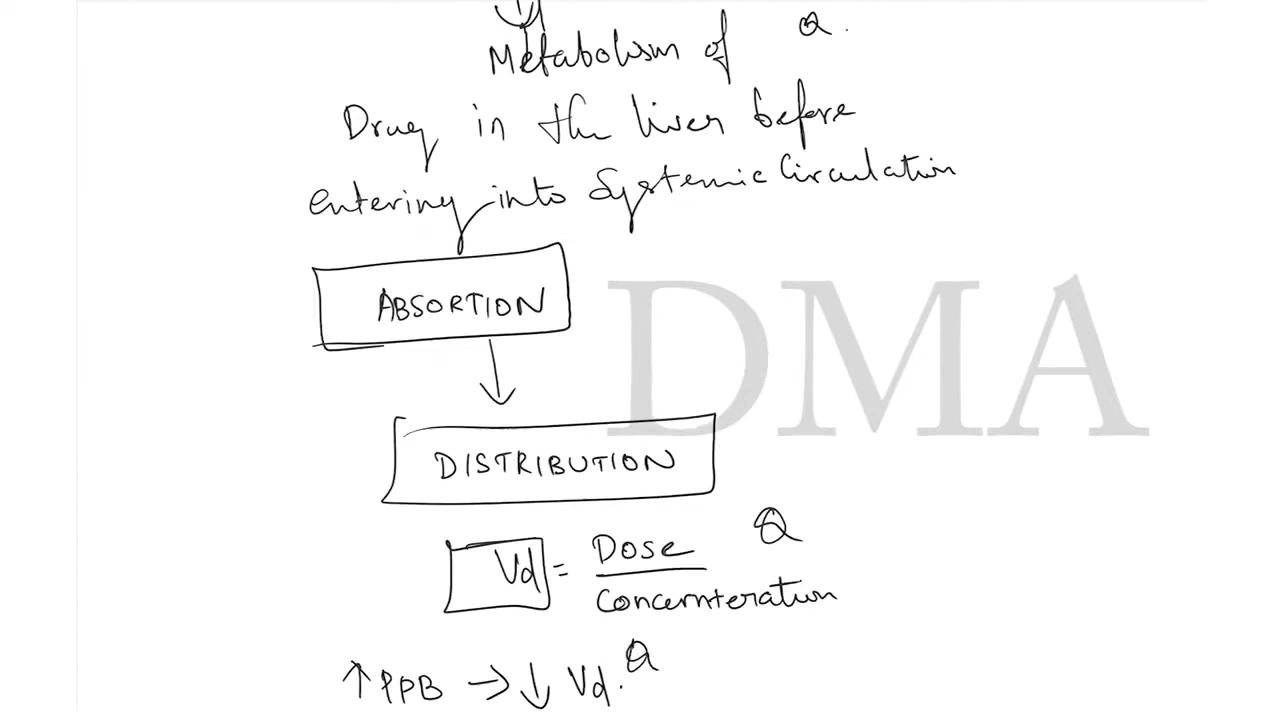 Metabolism of Q.
Drug in the liver before
entering into Systemic Circulation
ABSORTION
DMA
DISTRIBUTION
Vd = Dose Q
Concernteration
↑ PPB → ↓ Vd. Q